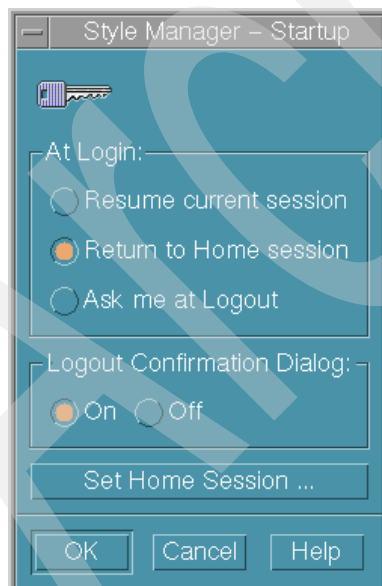 Style Manager – Startup
At Login:
Resume current session
Return to Home session
Ask me at Logout
Logout Confirmation Dialog:
On Off
Set Home Session ...
OK Cancel Help